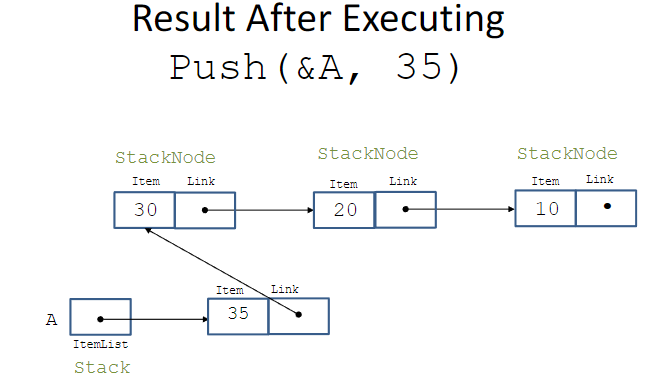 Result After Executing
Push(&A, 35)
StackNode StackNode StackNode
Item Link Item Link Item Link
30 20 10
Item Link
35
A
ItemList
Stack